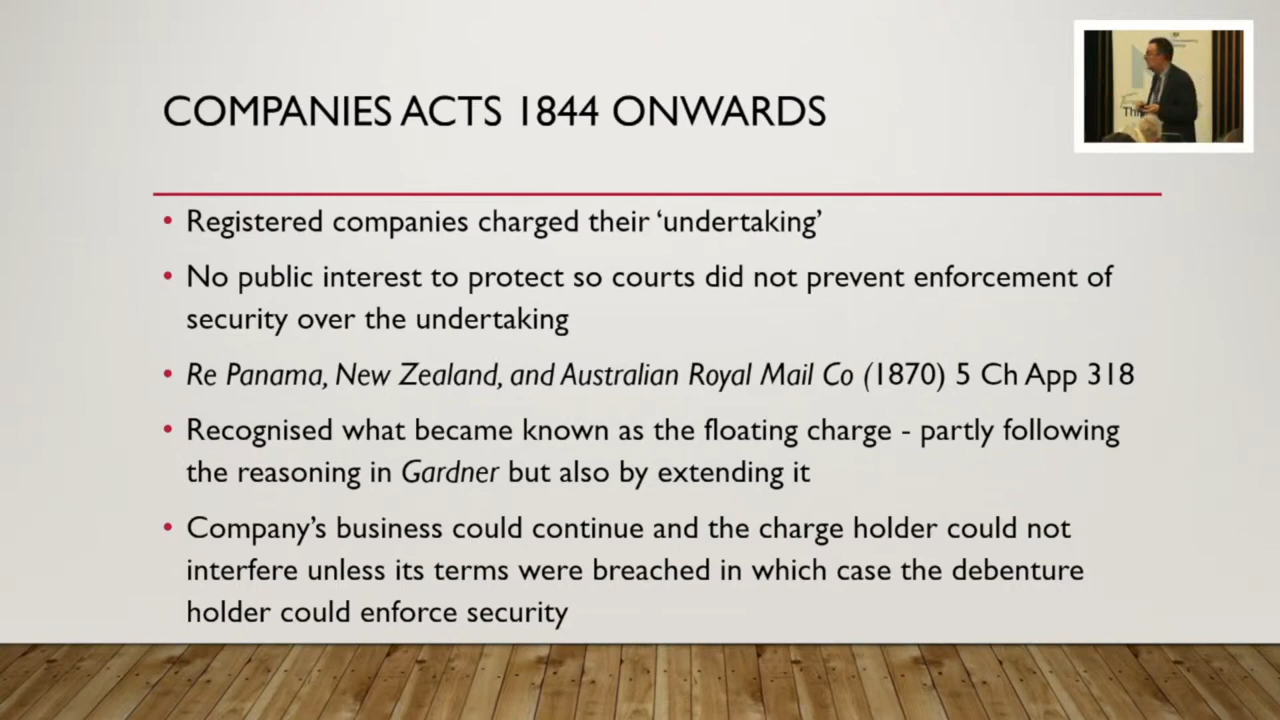 COMPANIES ACTS 1844 ONWARDS
• Registered companies charged their ‘undertaking’
• No public interest to protect so courts did not prevent enforcement of
security over the undertaking
• Re Panama, New Zealand, and Australian Royal Mail Co (1870) 5 Ch App 318
• Recognised what became known as the floating charge - partly following
the reasoning in Gardner but also by extending it
• Company’s business could continue and the charge holder could not
interfere unless its terms were breached in which case the debenture
holder could enforce security